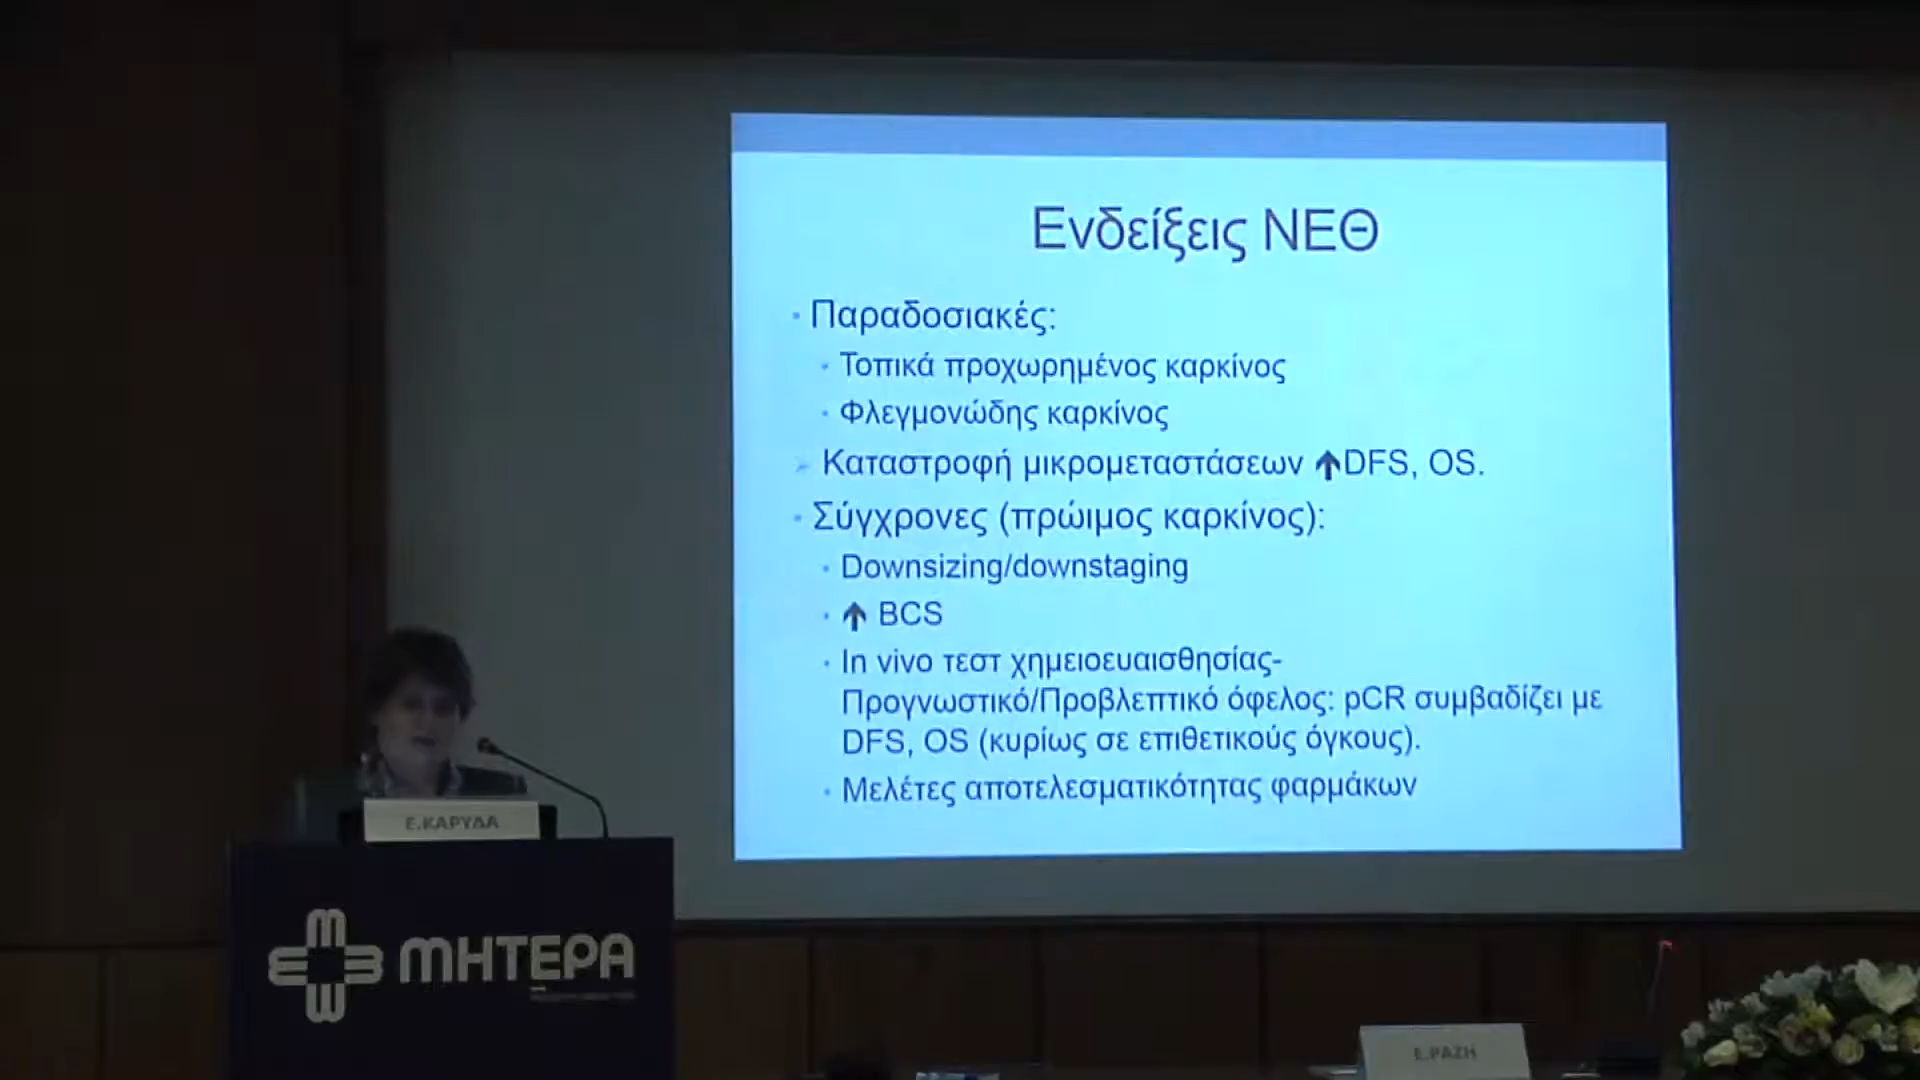 Ενδείξεις ΝΕΘ
Παραδοσιακές:
Τοπικά προχωρημένος καρκίνος
Φλεγμονώδης καρκίνος
Καταστροφή μικρομεταστάσεων ↑DFS, OS.
Σύγχρονες (πρώιμος καρκίνος):
Downsizing/downstaging
↑ BCS
In vivo τεστ χημειοευαισθησίας-
Προγνωστικό/Προβλεπτικό όφελος: pCR συμβαδίζει με
DFS, OS (κυρίως σε επιθετικούς όγκους).
Μελέτες αποτελεσματικότητας φαρμάκων
Ε.ΚΑΡΥΔΑ
ΜΗΤΕΡΑ
Ε.ΡΑΖΗ